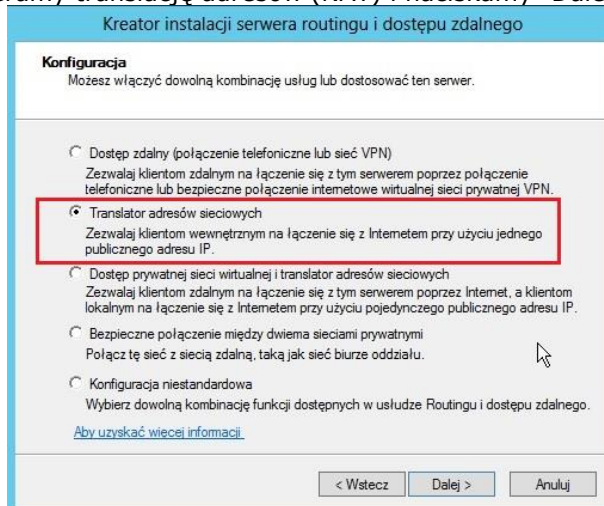 translację adresów
Kreator instalacji serwera routingu i dostępu zdalnego
Konfiguracja
Możesz włączyć dowolną kombinację usług lub dostosować ten serwer.
Dostęp zdalny (połączenie telefoniczne lub sieć VPN)
Zezwalaj klientom zdalnym na łączenie się z tym serwerem poprzez połączenie
telefoniczne lub bezpieczne połączenie internetowe wirtualnej sieci prywatnej VPN.
Translator adresów sieciowych
Zezwalaj klientom wewnętrznym na łączenie się z Internetem przy użyciu jednego
publicznego adresu IP.
Dostęp prywatnej sieci wirtualnej i translator adresów sieciowych
Zezwalaj klientom zdalnym na łączenie się z tym serwerem poprzez Internet, a klientom
lokalnym na łączenie się z Internetem przy użyciu pojedynczego publicznego adresu IP.
Bezpieczne połączenie między dwiema sieciami prywatnymi
Połącz tę sieć z siecią zdalną, taką jak sieć biurze oddziału.
Konfiguracja niestandardowa
Wybierz dowolną kombinację funkcji dostępnych w usłudze Routingu i dostępu zdalnego.
Aby uzyskać więcej informacji
< Wstecz Dalej > Anuluj